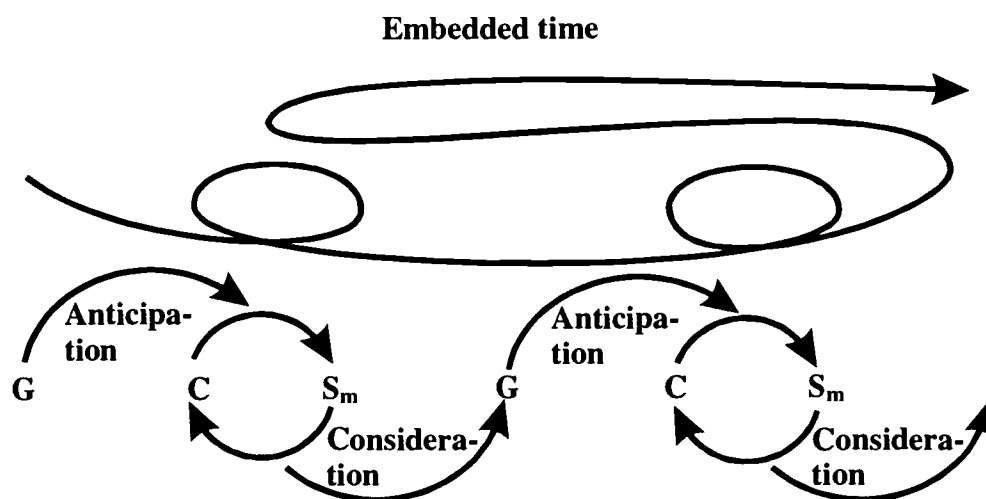 Embedded time
Anticipa-
tion
Anticipa-
tion
G
C
Sm
G
C
Sm
Considera-
tion
Considera-
tion